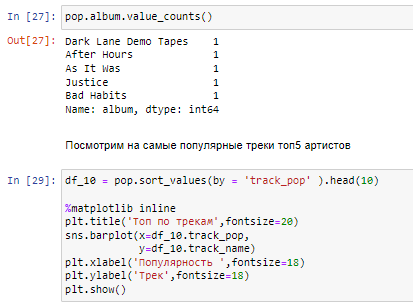 In [27]: pop.album.value_counts()
Out[27]: Dark Lane Demo Tapes    1
After Hours    1
As It Was    1
Justice    1
Bad Habits    1
Name: album, dtype: int64
Посмотрим на самые популярные треки топ5 артистов
In [29]: df_10 = pop.sort_values(by = 'track_pop' ).head(10)
%matplotlib inline
plt.title('Топ по трекам',fontsize=20)
sns.barplot(x=df_10.track_pop,
y=df_10.track_name)
plt.xlabel('Популярность ',fontsize=18)
plt.ylabel('Трек',fontsize=18)
plt.show()